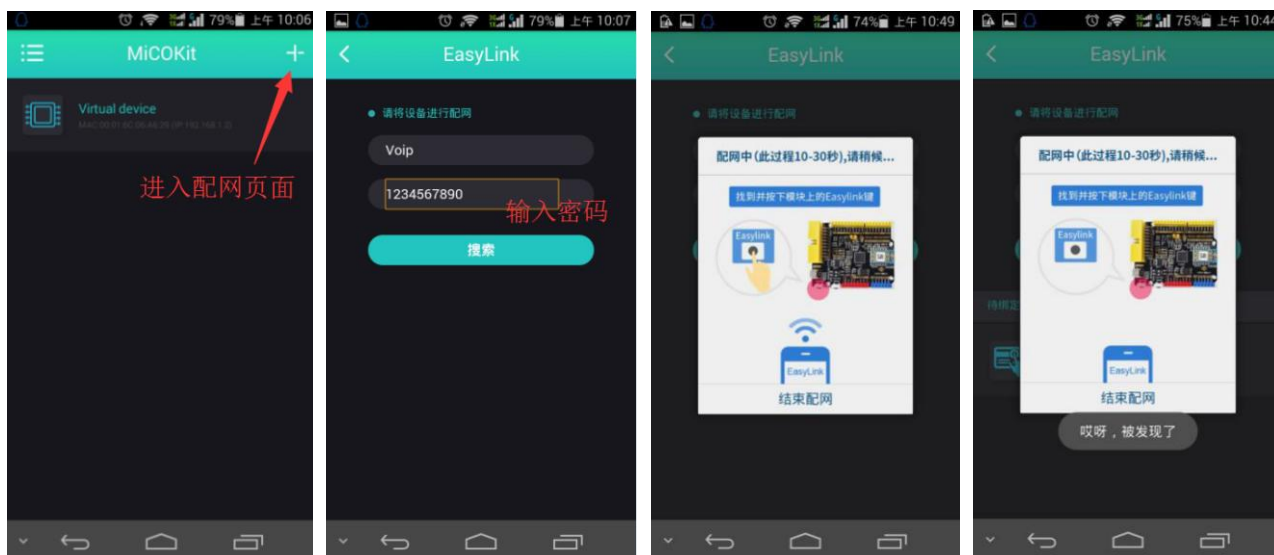 79% 上午 10:06
MiCOKit
Virtual device
进入配网页面
79% 上午 10:07
EasyLink
请将设备进行配网
Voip
1234567890
输入密码
搜索
74% 上午 10:49
EasyLink
请将设备进行配网
配网中(此过程10-30秒),请稍候...
找到并按下模块上的Easylink键
Easylink
EasyLink
结束配网
75% 上午 10:44
EasyLink
请将设备进行配网
配网中(此过程10-30秒),请稍候...
找到并按下模块上的Easylink键
Easylink
待绑定
EasyLink
结束配网
哎呀，被发现了